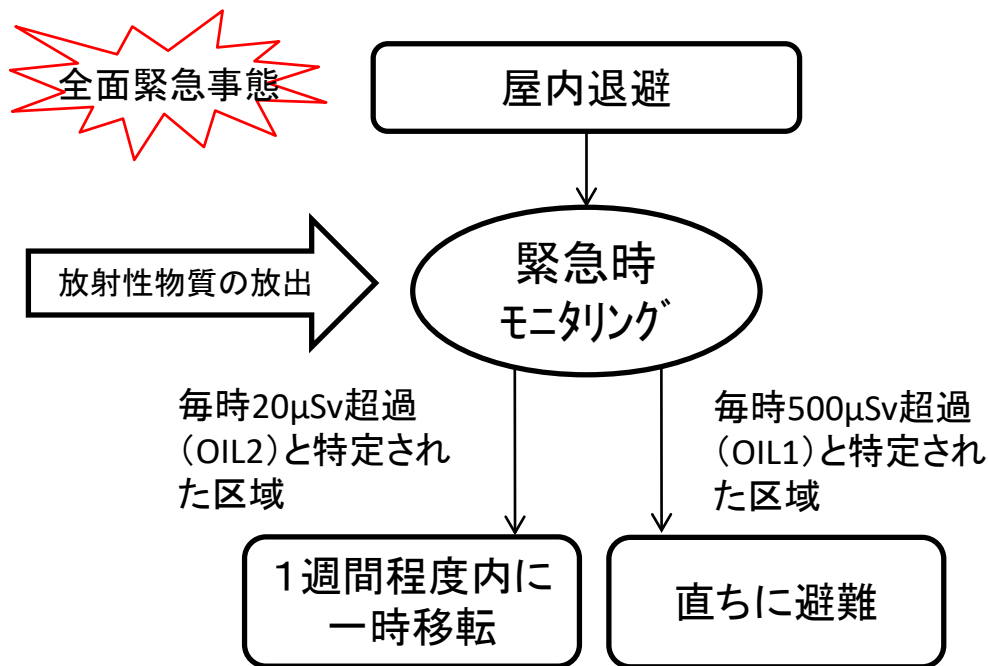 全面緊急事態
屋内退避
放射性物質の放出
緊急時
ﾓﾆﾀﾘﾝｸﾞ
毎時20μSv超過
（OIL2）と特定され
た区域
毎時500μSv超過
（OIL1）と特定され
た区域
１週間程度内に
一時移転
直ちに避難